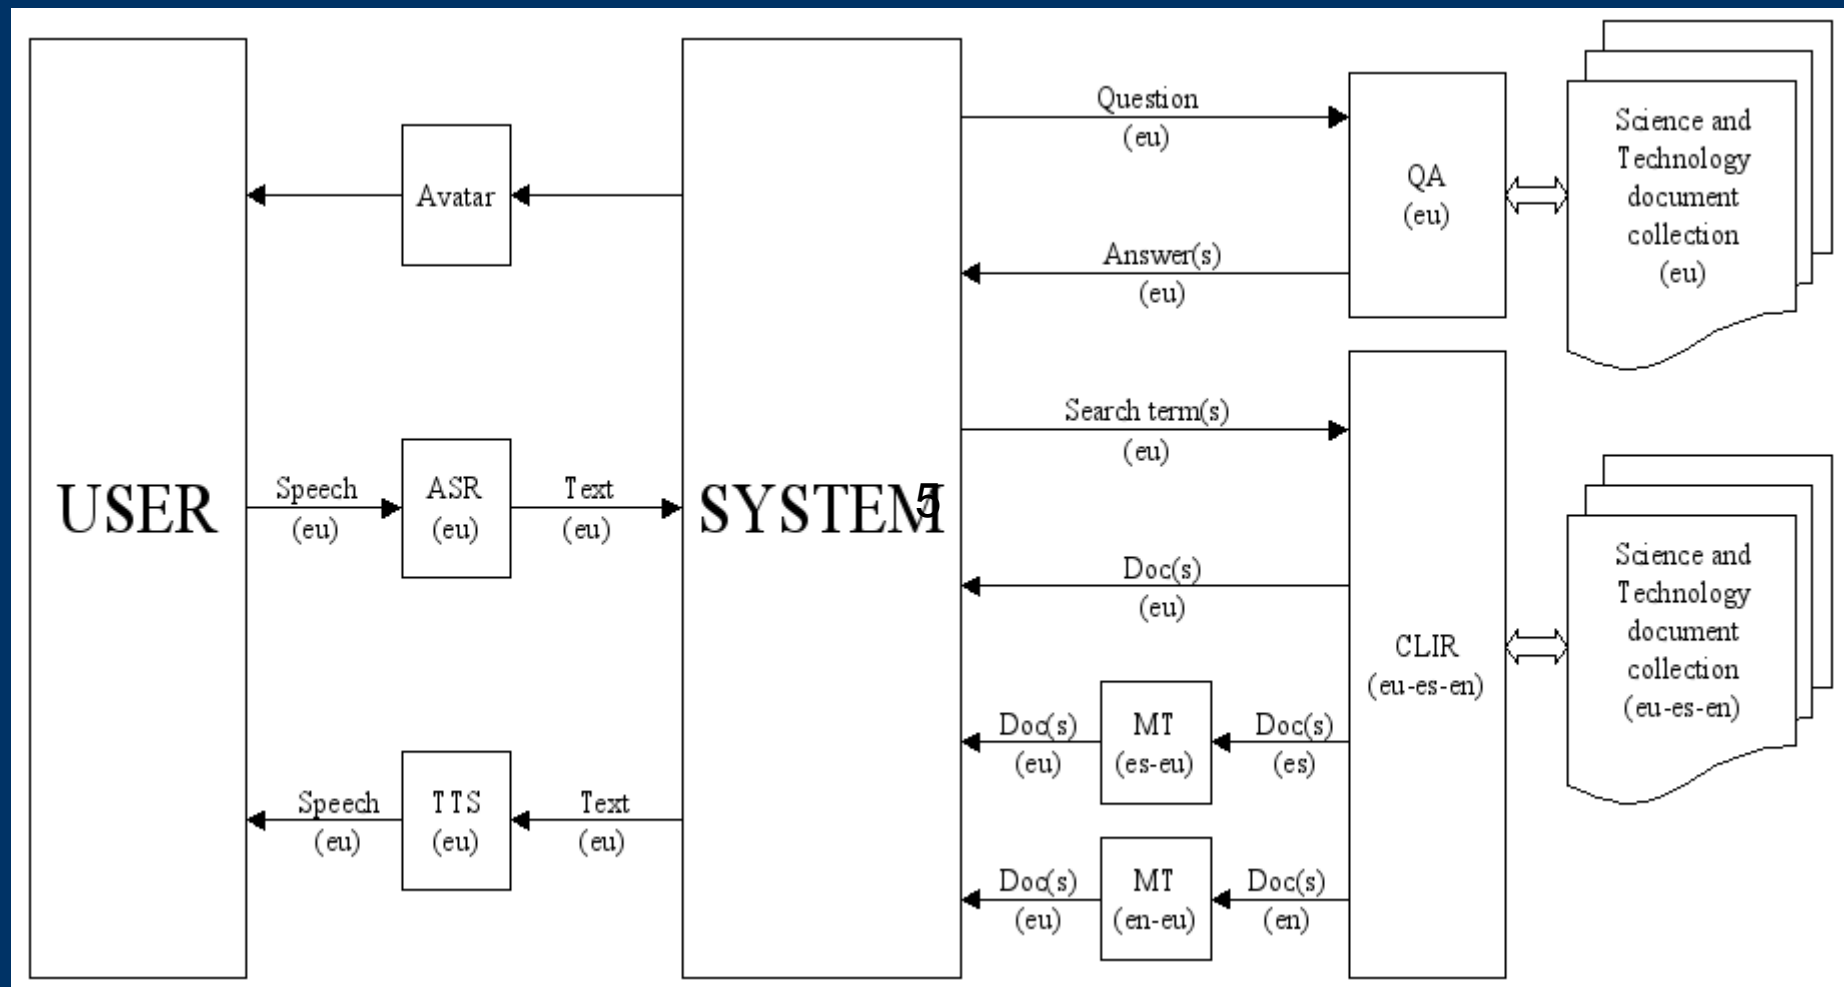 Question
(eu)
Science and
Technology
document
collection
(eu)
QA
(eu)
Avatar
Answer(s)
(eu)
Search term(s)
(eu)
USER
Speech
(eu)
ASR
(eu)
Text
(eu)
SYSTEM
5
Doc(s)
(eu)
CLIR
(eu-es-en)
Science and
Technology
document
collection
(eu-es-en)
Doc(s)
(eu)
MT
(es-eu)
Doc(s)
(es)
Speech
(eu)
TTS
(eu)
Text
(eu)
Doc(s)
(eu)
MT
(en-eu)
Doc(s)
(en)